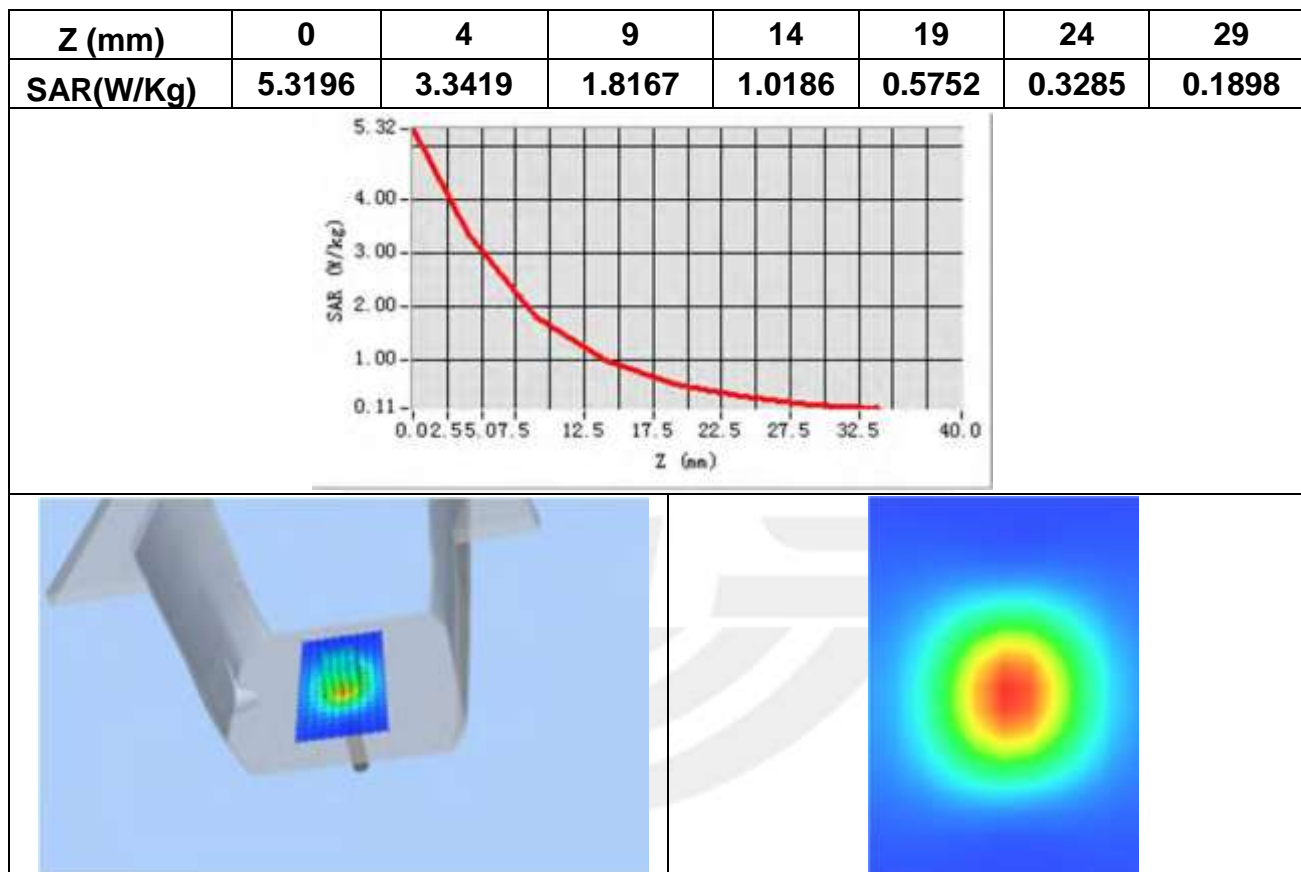 Z (mm) 0 4 9 14 19 24 29
SAR(W/Kg) 5.3196 3.3419 1.8167 1.0186 0.5752 0.3285 0.1898
5.32
4.00
3.00
2.00
1.00
0.11
SAR (W/kg)
0.0 2.5 5.0 7.5 12.5 17.5 22.5 27.5 32.5 40.0
Z (mm)